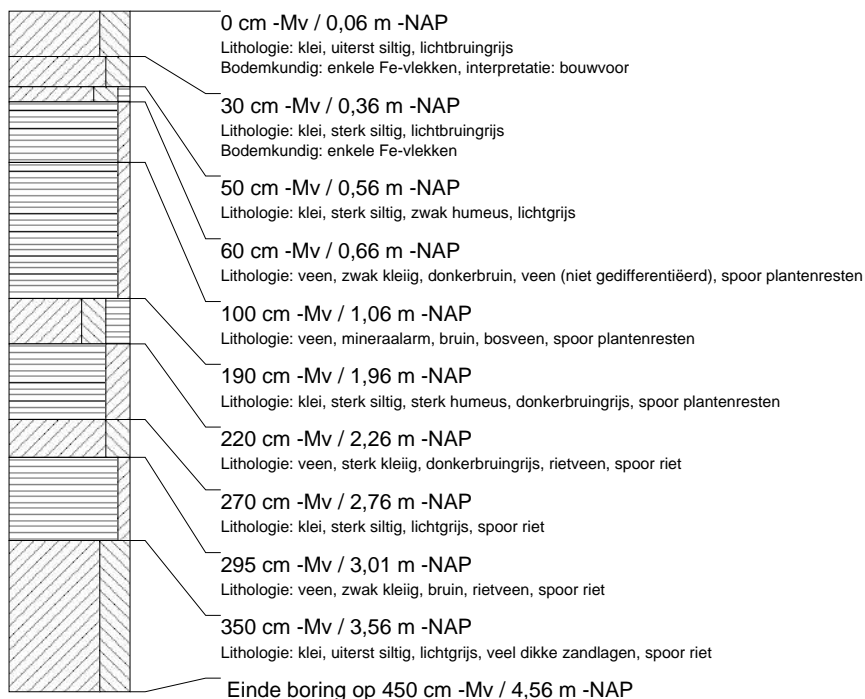 0 cm -Mv / 0,06 m -NAP
Lithologie: klei, uiterst siltig, lichtbruingrijs
Bodemkundig: enkele Fe-vlekken, interpretatie: bouwvoor
30 cm -Mv / 0,36 m -NAP
Lithologie: klei, sterk siltig, lichtbruingrijs
Bodemkundig: enkele Fe-vlekken
50 cm -Mv / 0,56 m -NAP
Lithologie: klei, sterk siltig, zwak humeus, lichtgrijs
60 cm -Mv / 0,66 m -NAP
Lithologie: veen, zwak kleiig, donkerbruin, veen (niet gedifferentiëerd), spoor plantenresten
100 cm -Mv / 1,06 m -NAP
Lithologie: veen, mineraalarm, bruin, bosveen, spoor plantenresten
190 cm -Mv / 1,96 m -NAP
Lithologie: klei, sterk siltig, sterk humeus, donkerbruingrijs, spoor plantenresten
220 cm -Mv / 2,26 m -NAP
Lithologie: veen, sterk kleiig, donkerbruingrijs, rietveen, spoor riet
270 cm -Mv / 2,76 m -NAP
Lithologie: klei, sterk siltig, lichtgrijs, spoor riet
295 cm -Mv / 3,01 m -NAP
Lithologie: veen, zwak kleiig, bruin, rietveen, spoor riet
350 cm -Mv / 3,56 m -NAP
Lithologie: klei, uiterst siltig, lichtgrijs, veel dikke zandlagen, spoor riet
Einde boring op 450 cm -Mv / 4,56 m -NAP